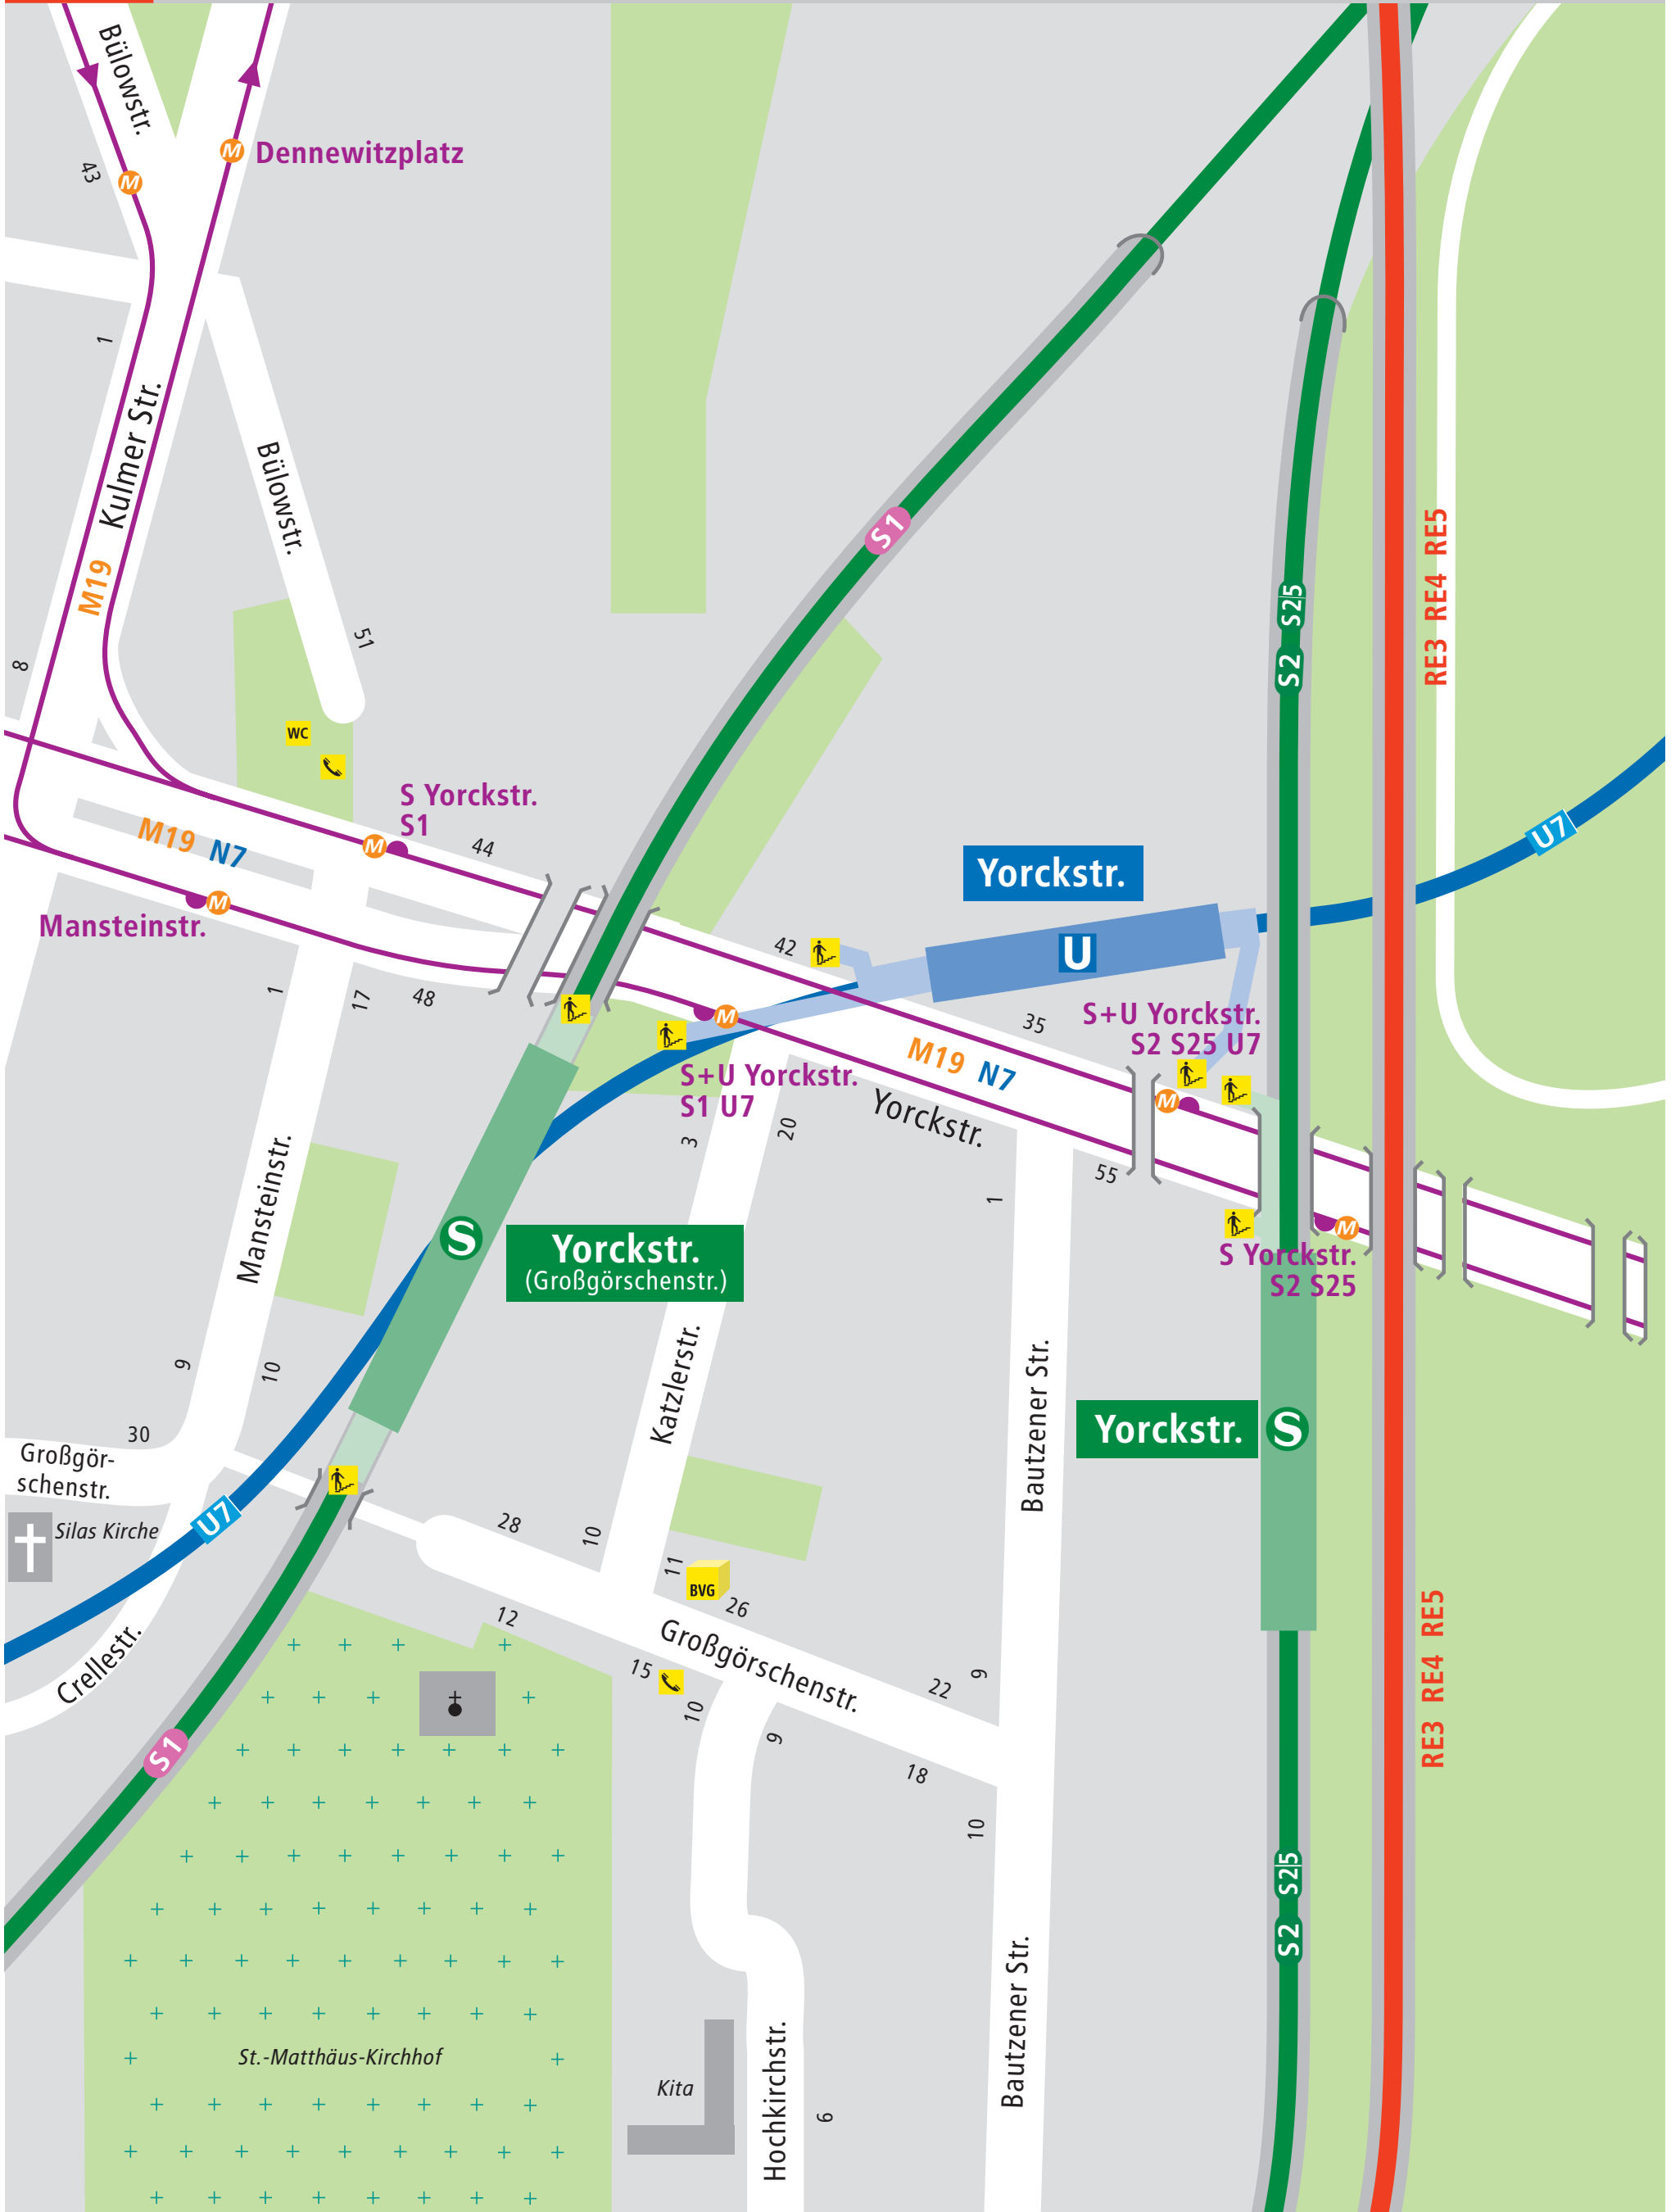 Bülowstr.
43
M
Dennewitzplatz
M
1
Kulmer Str.
M19
Bülowstr.
51
8
S1
S25
S2
RE3 RE4 RE5
WC
S Yorckstr.
S1
M
44
M19 N7
M
Mansteinstr.
U7
Yorckstr.
U
42
1
17
48
M
35
S+U Yorckstr.
S2 S25 U7
M19 N7
S+U Yorckstr.
S1 U7
Yorckstr.
M
3
20
55
1
M
S Yorckstr.
S2 S25
Mansteinstr.
S
Yorckstr.
(Großgörschenstr.)
9
10
Katzlerstr.
Bautzener Str.
Yorckstr.
S
30
Großgör-
schenstr.
Silas Kirche
U7
28
10
11
BVG
26
12
Großgörschenstr.
15
22
9
10
9
18
10
Crellestr.
S1
RE3 RE4 RE5
S25
S2
St.-Matthäus-Kirchhof
Kita
Hochkirchstr.
6
Bautzener Str.